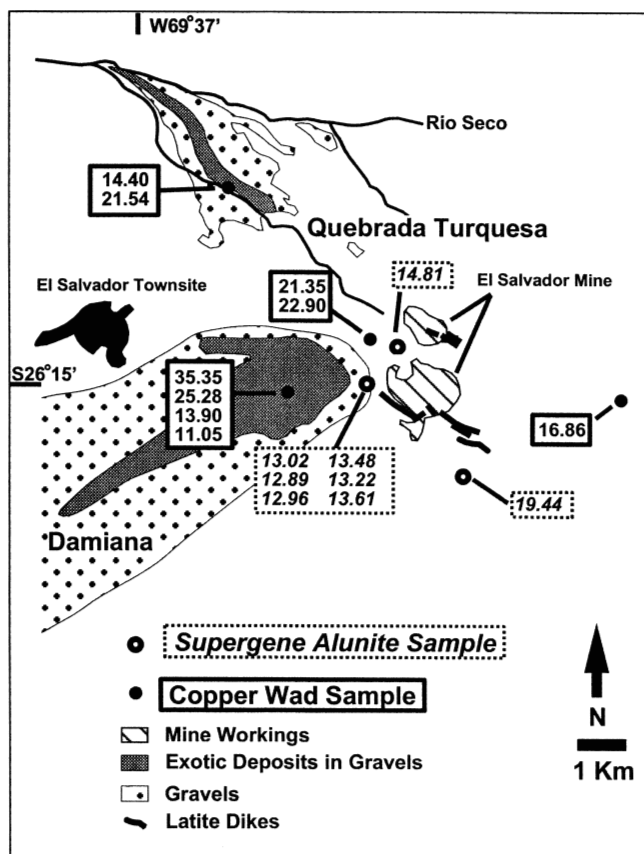 W69°37'
Rio Seco
14.40
21.54
Quebrada Turquesa
14.81
El Salvador Mine
21.35
22.90
El Salvador Townsite
S26°15'
35.35
25.28
13.90
11.05
16.86
13.02 13.48
12.89 13.22
12.96 13.61
19.44
Damiana
Supergene Alunite Sample
Copper Wad Sample
Mine Workings
Exotic Deposits in Gravels
Gravels
Latite Dikes
N
1 Km